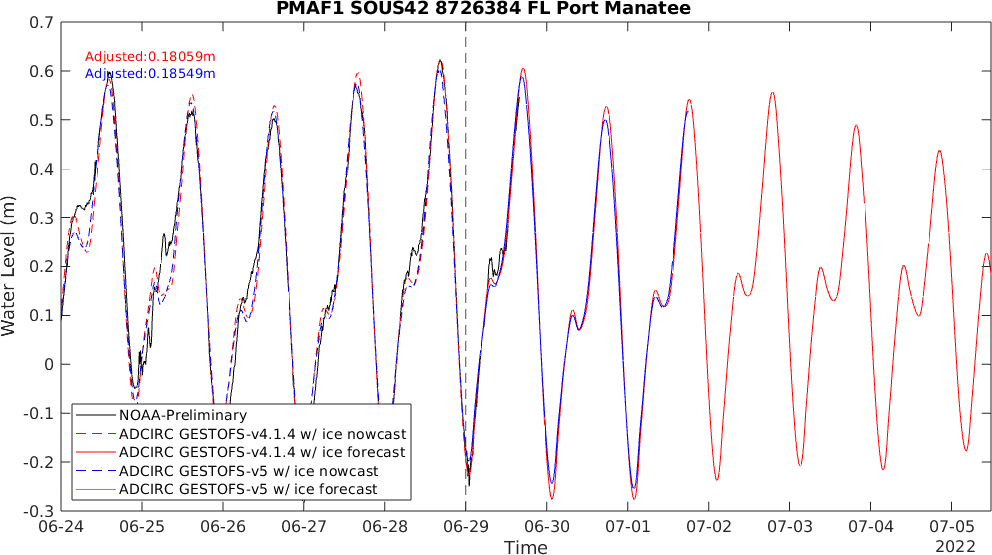 PMAF1 SOUS42 8726384 FL Port Manatee
Adjusted:0.18059m
Adjusted:0.18549m
Water Level (m)
0.7
0.6
0.5
0.4
0.3
0.2
0.1
0
-0.1
-0.2
-0.3
NOAA-Preliminary
ADCIRC GESTOFS-v4.1.4 w/ ice nowcast
ADCIRC GESTOFS-v4.1.4 w/ ice forecast
ADCIRC GESTOFS-v5 w/ ice nowcast
ADCIRC GESTOFS-v5 w/ ice forecast
06-24 06-25 06-26 06-27 06-28 06-29 06-30 07-01 07-02 07-03 07-04 07-05
Time
2022